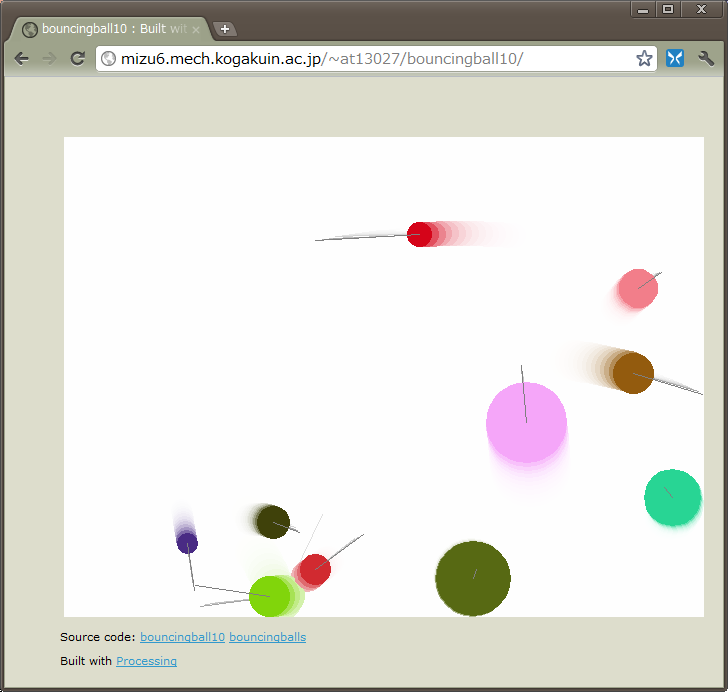 bouncingball10 : Built wit
mizu6.mech.kogakuin.ac.jp/~at13027/bouncingball10/
Source code: bouncingball10 bouncingballs
Built with Processing